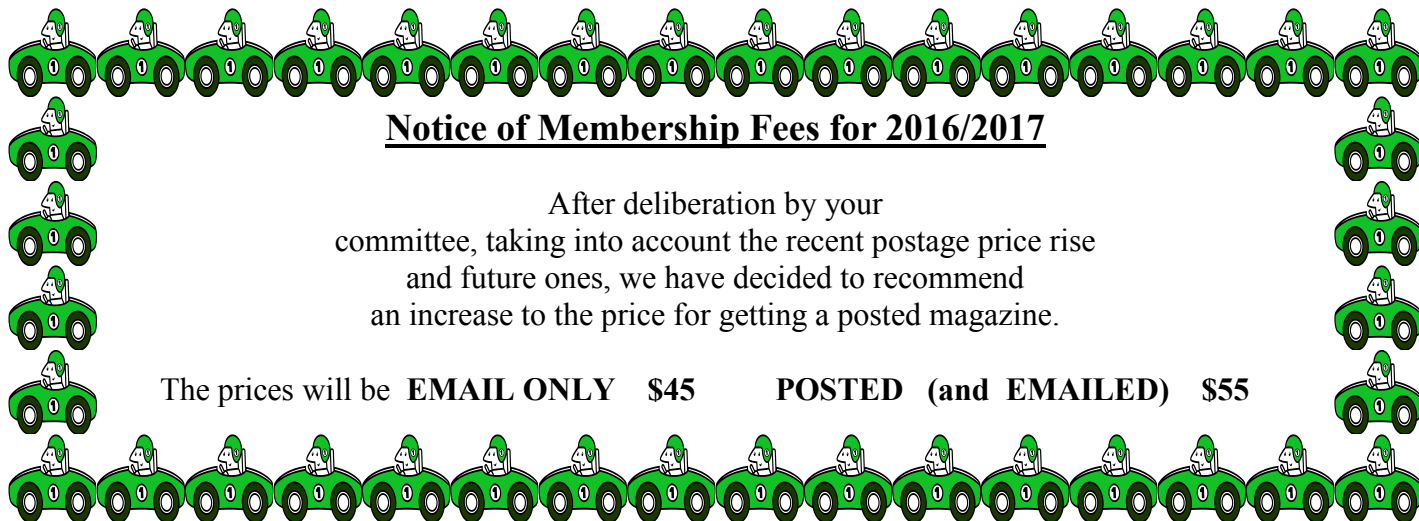 Notice of Membership Fees for 2016/2017
After deliberation by your
committee, taking into account the recent postage price rise
and future ones, we have decided to recommend
an increase to the price for getting a posted magazine.
The prices will be EMAIL ONLY $45 POSTED (and EMAILED) $55